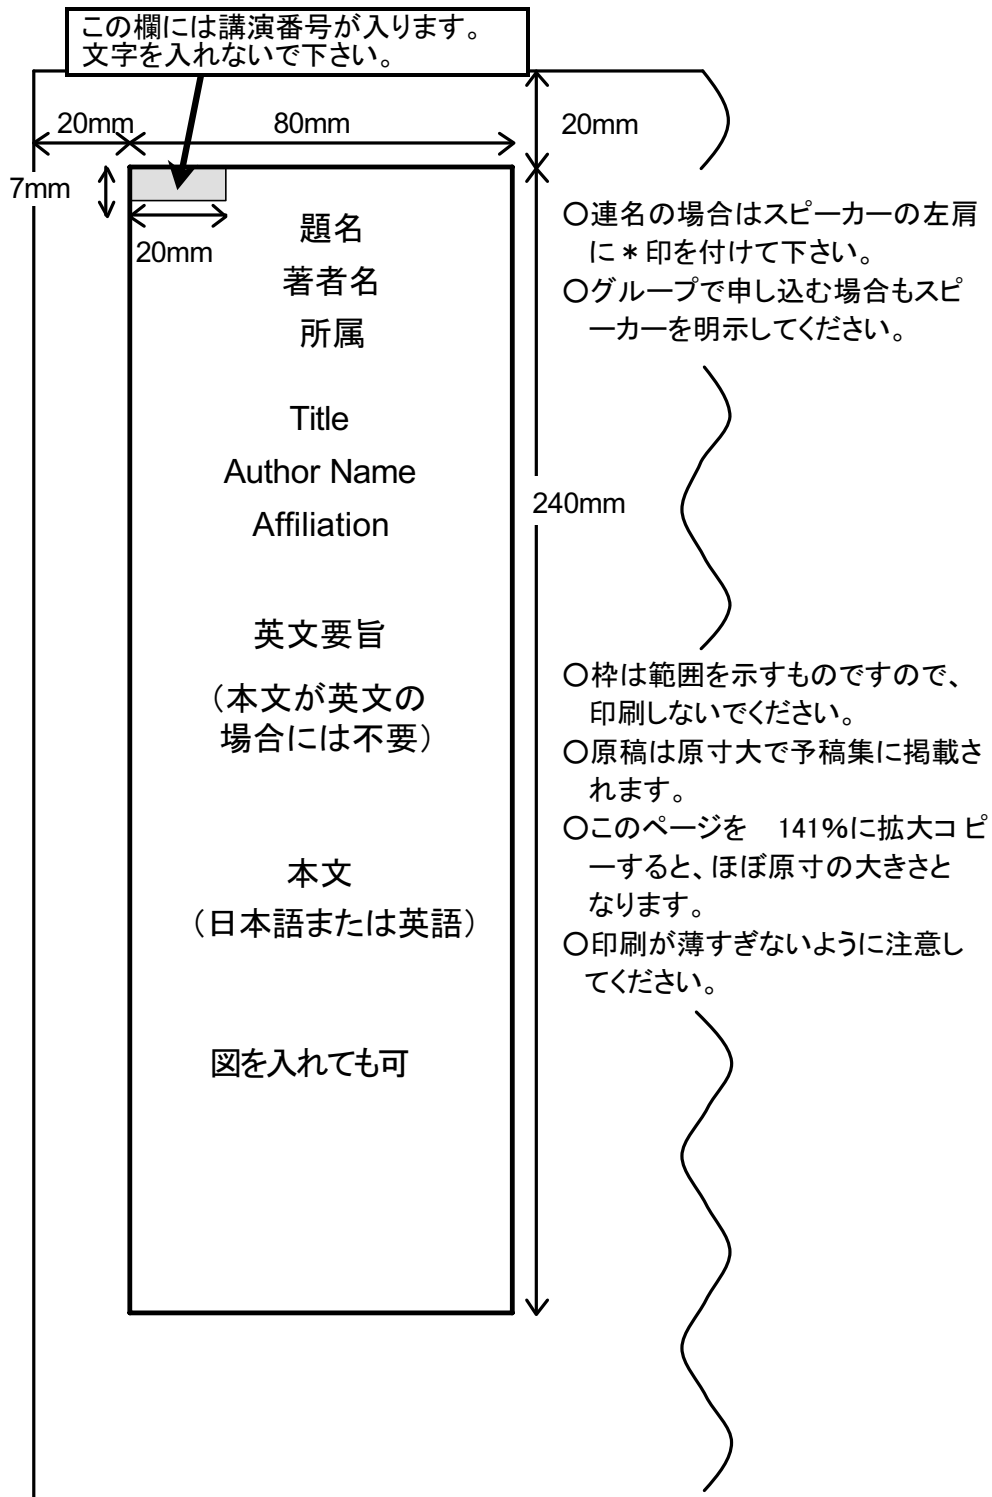 この欄には講演番号が入ります。
文字を入れないで下さい。
20mm
80mm
20mm
7mm
20mm
題名
著者名
所属
Title
Author Name
Affiliation
英文要旨
（本文が英文の
場合には不要）
本文
（日本語または英語）
図を入れても可
240mm
○連名の場合はスピーカーの左肩
に＊印を付けて下さい。
○グループで申し込む場合もスピ
ーカーを明示してください。
○枠は範囲を示すものですので、
印刷しないでください。
○原稿は原寸大で予稿集に掲載さ
れます。
○このページを　141%に拡大コピ
ーすると、ほぼ原寸の大きさと
なります。
○印刷が薄すぎないように注意し
てください。